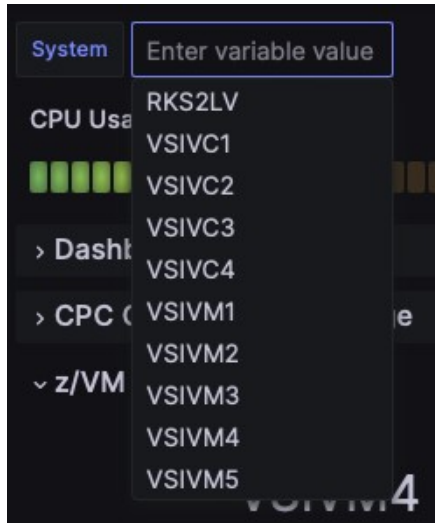 System Enter variable value
RKS2LV
CPU Usa
VSIVC1
VSIVC2
VSIVC3
> Dashb
VSIVC4
> CPC
VSIVM1
e
VSIVM2
z/VM
VSIVM3
VSIVM4
VSIVM5
VSIVM4